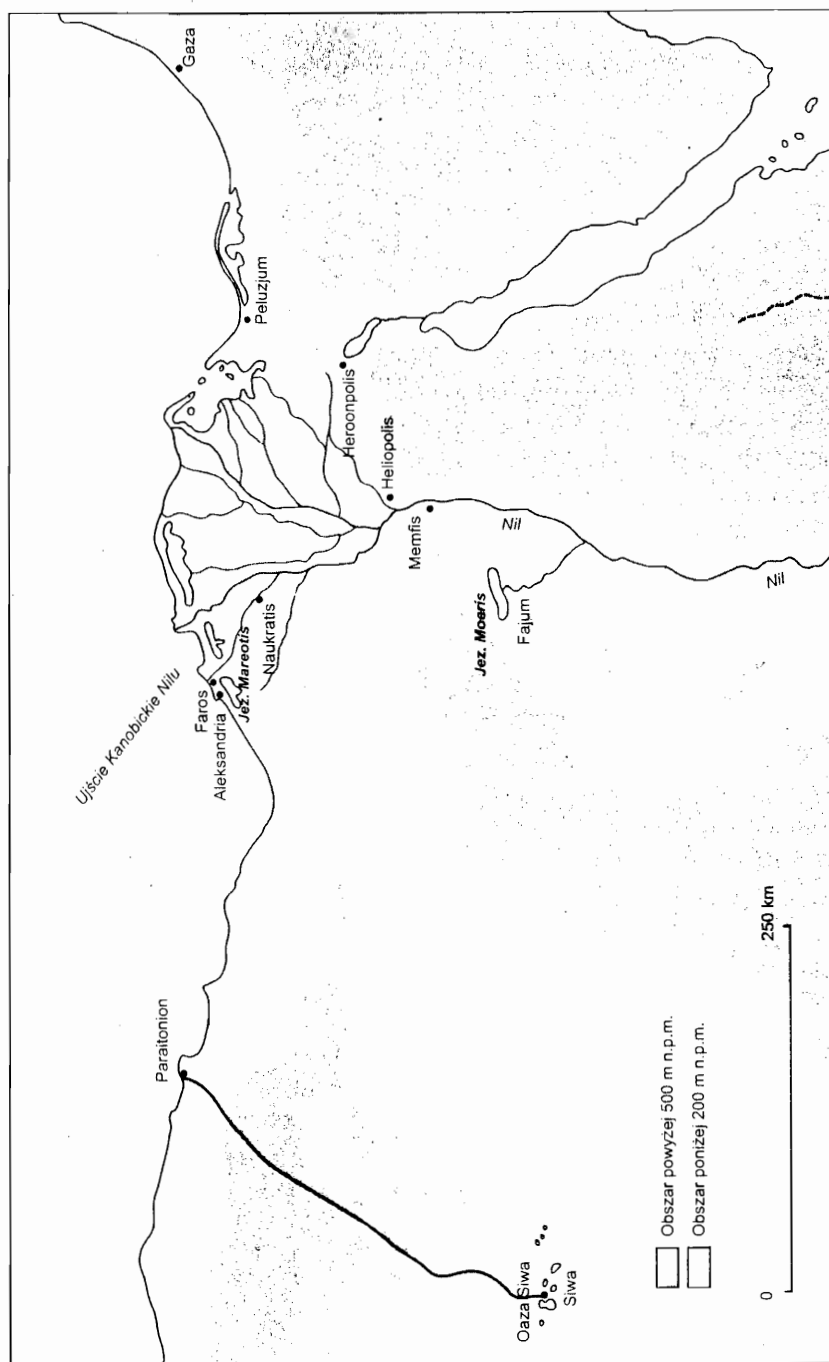 Gaza
Peluzjum
Heroonpolis
Heliopolis
Memfis
Nil
Nil
Fajum
Jez. Moeris
Naukratis
Jez. Mareotis
Faros
Aleksandria
Ujście Kanobickie Nilu
Paraitonion
Oaza Siwa
Siwa
Obszar powyżej 500 m n.p.m.
Obszar poniżej 200 m n.p.m.
0
250 km